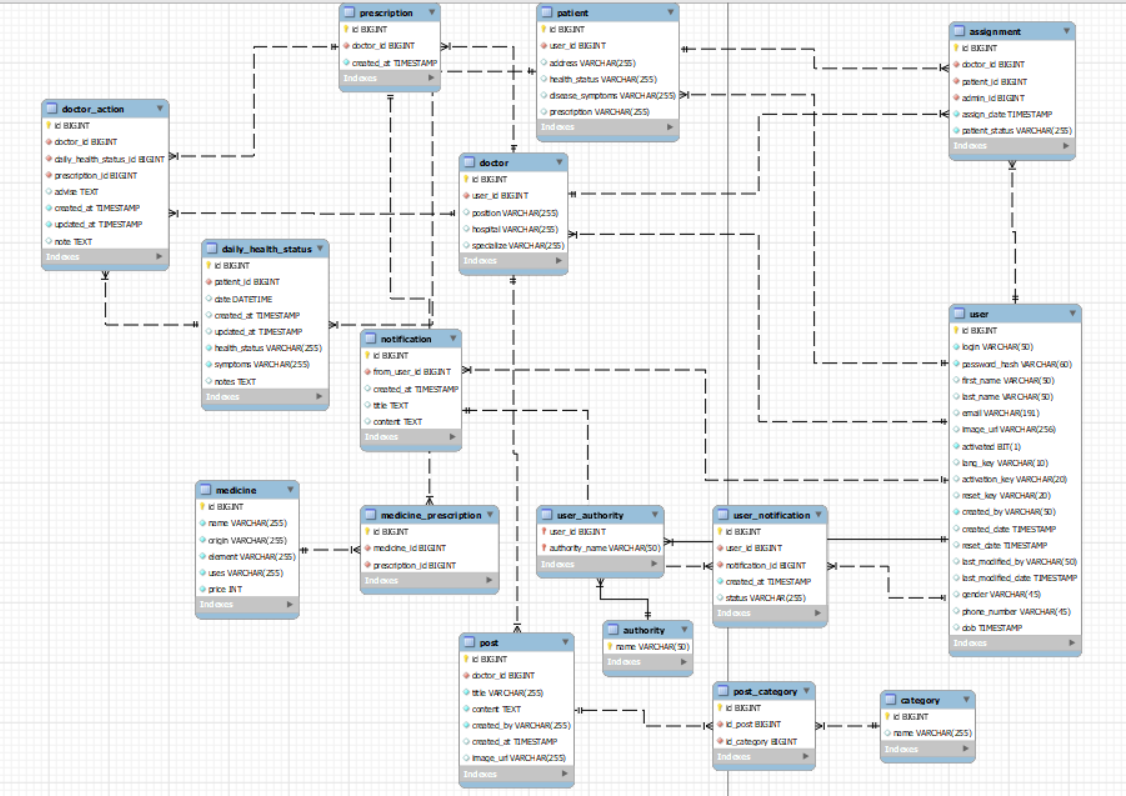 prescription
id BIGINT
doctor_id BIGINT
created_at TIMESTAMP
Indexes
patient
id BIGINT
user_id BIGINT
address VARCHAR(255)
health_status VARCHAR(255)
disease_symptoms VARCHAR(255)
prescription VARCHAR(255)
Indexes
assignment
id BIGINT
doctor_id BIGINT
patient_id BIGINT
admin_id BIGINT
assign_date TIMESTAMP
patient_status VARCHAR(255)
Indexes
doctor_action
id BIGINT
doctor_id BIGINT
daily_health_status_id BIGINT
prescription_id BIGINT
advise TEXT
created_at TIMESTAMP
updated_at TIMESTAMP
note TEXT
Indexes
doctor
id BIGINT
user_id BIGINT
position VARCHAR(255)
hospital VARCHAR(255)
specialize VARCHAR(255)
Indexes
daily_health_status
id BIGINT
patient_id BIGINT
date DATETIME
created_at TIMESTAMP
updated_at TIMESTAMP
health_status VARCHAR(255)
symptoms VARCHAR(255)
notes TEXT
Indexes
notification
id BIGINT
from_user_id BIGINT
created_at TIMESTAMP
title TEXT
content TEXT
Indexes
user
id BIGINT
login VARCHAR(50)
password_hash VARCHAR(60)
first_name VARCHAR(50)
last_name VARCHAR(50)
email VARCHAR(191)
image_url VARCHAR(256)
activated BIT(1)
lang_key VARCHAR(10)
activation_key VARCHAR(20)
reset_key VARCHAR(20)
created_by VARCHAR(50)
created_date TIMESTAMP
reset_date TIMESTAMP
last_modified_by VARCHAR(50)
last_modified_date TIMESTAMP
gender VARCHAR(45)
phone_number VARCHAR(45)
dob TIMESTAMP
Indexes
medicine
id BIGINT
name VARCHAR(255)
origin VARCHAR(255)
element VARCHAR(255)
uses VARCHAR(255)
price INT
Indexes
medicine_prescription
id BIGINT
medicine_id BIGINT
prescription_id BIGINT
Indexes
user_authority
user_id BIGINT
authority_name VARCHAR(50)
Indexes
user_notification
id BIGINT
user_id BIGINT
notification_id BIGINT
created_at TIMESTAMP
status VARCHAR(255)
Indexes
authority
name VARCHAR(50)
Indexes
post
id BIGINT
doctor_id BIGINT
title VARCHAR(255)
content TEXT
created_by VARCHAR(255)
created_at TIMESTAMP
image_url VARCHAR(255)
Indexes
post_category
id BIGINT
id_post BIGINT
id_category BIGINT
Indexes
category
id BIGINT
name VARCHAR(255)
Indexes